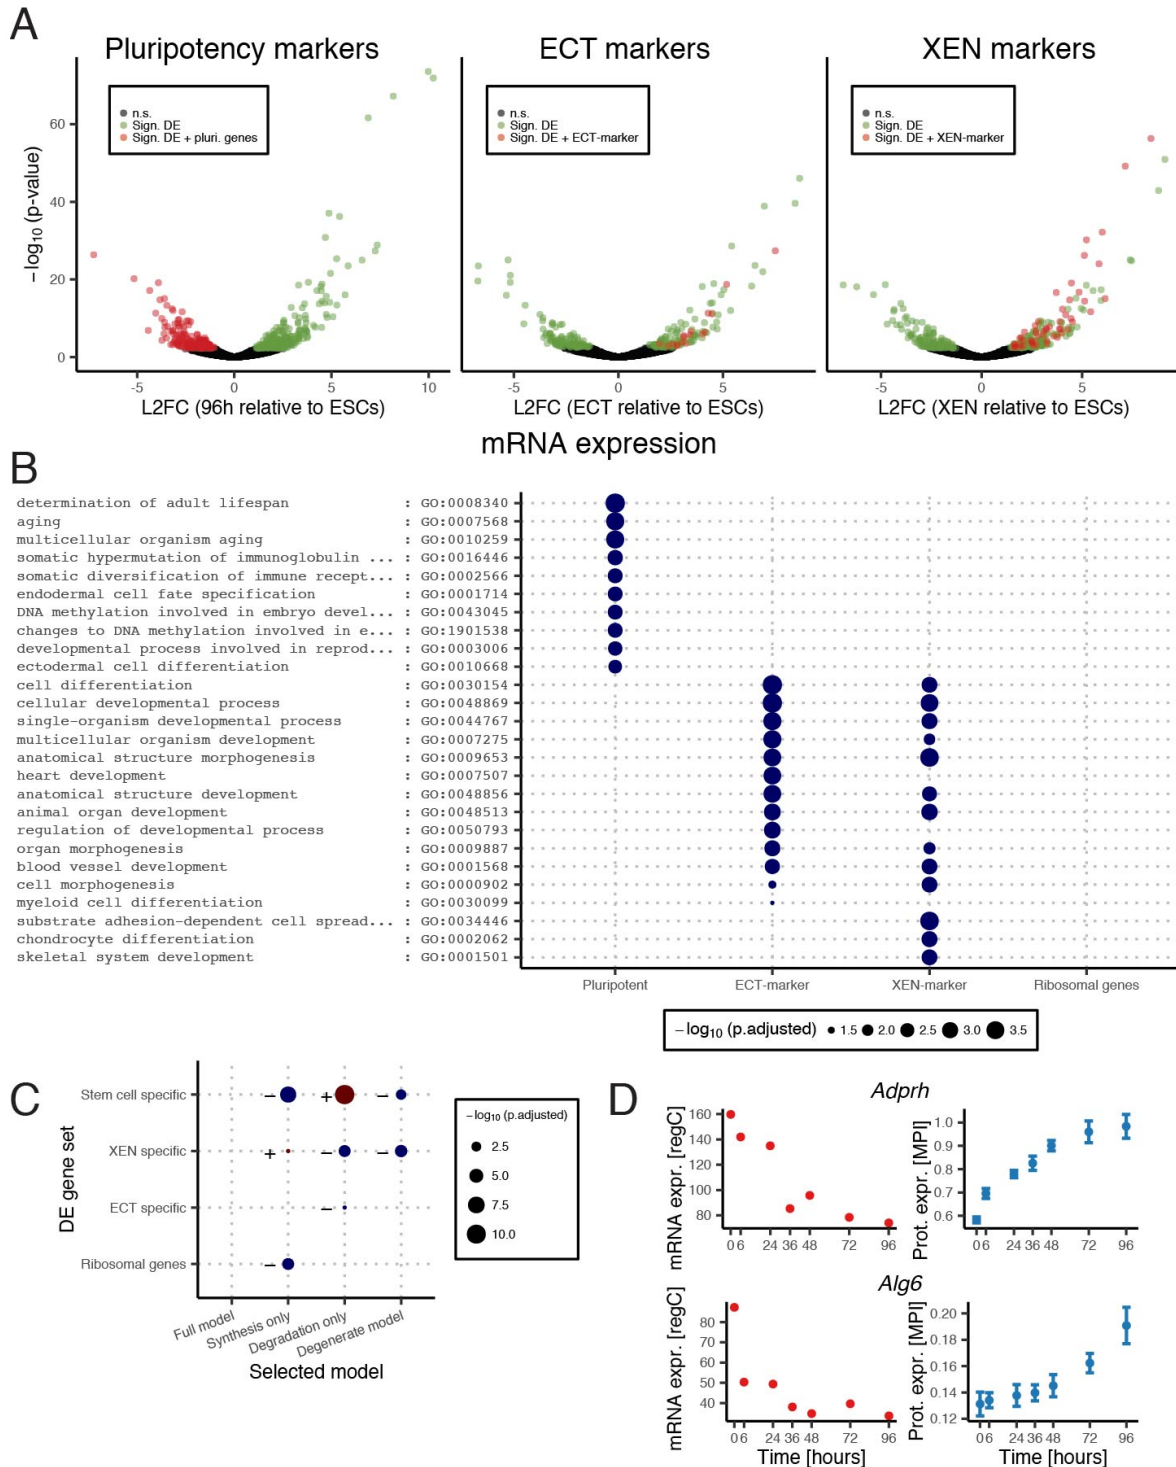 A
Pluripotency markers
ECT markers
XEN markers
n.s.
Sign. DE
Sign. DE + pluri. genes
n.s.
Sign. DE
Sign. DE + ECT-marker
n.s.
Sign. DE
Sign. DE + XEN-marker
−log10 (p-value)
60
40
20
0
-5 0 5 10
-5 0 5
-5 0 5
L2FC (96h relative to ESCs)
L2FC (ECT relative to ESCs)
L2FC (XEN relative to ESCs)
mRNA expression
B
determination of adult lifespan : GO:0008340
aging : GO:0007568
multicellular organism aging : GO:0010259
somatic hypermutation of immunoglobulin ... : GO:0016446
somatic diversification of immune recept... : GO:0002566
endodermal cell fate specification : GO:0001714
DNA methylation involved in embryo devel... : GO:0043045
changes to DNA methylation involved in e... : GO:1901538
developmental process involved in reprod... : GO:0003006
ectodermal cell differentiation : GO:0010668
cell differentiation : GO:0030154
cellular developmental process : GO:0048869
single-organism developmental process : GO:0044767
multicellular organism development : GO:0007275
anatomical structure morphogenesis : GO:0009653
heart development : GO:0007507
anatomical structure development : GO:0048856
animal organ development : GO:0048513
regulation of developmental process : GO:0050793
organ morphogenesis : GO:0009887
blood vessel development : GO:0001568
cell morphogenesis : GO:0000902
myeloid cell differentiation : GO:0030099
substrate adhesion-dependent cell spread... : GO:0034446
chondrocyte differentiation : GO:0002062
skeletal system development : GO:0001501
Pluripotent ECT-marker XEN-marker Ribosomal genes
−log10 (p.adjusted) 1.5 2.0 2.5 3.0 3.5
C
DE gene set
Stem cell specific − + −
XEN specific + − −
ECT specific −
Ribosomal genes −
Full model
Synthesis only
Degradation only
Degenerate model
Selected model
−log10 (p.adjusted)
2.5
5.0
7.5
10.0
D
Adprh
mRNA expr. [regC]
160
140
120
100
80
0 6 24 36 48 72 96
Prot. expr. [MPI]
1.0
0.9
0.8
0.7
0.6
0 6 24 36 48 72 96
Alg6
mRNA expr. [regC]
80
70
60
50
40
0 6 24 36 48 72 96
Time [hours]
Prot. expr. [MPI]
0.20
0.18
0.16
0.14
0.12
0 6 24 36 48 72 96
Time [hours]